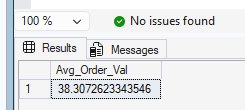 100 %
No issues found
Results Messages
Avg_Order_Val
1 38.3072623343546